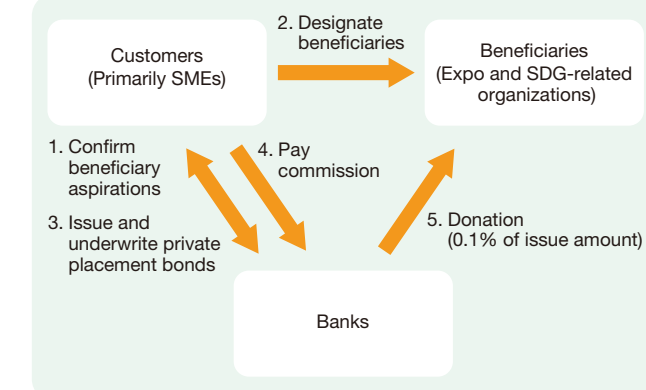 Customers
(Primarily SMEs)
2. Designate
beneficiaries
Beneficiaries
(Expo and SDG-related
organizations)
1. Confirm
beneficiary
aspirations
3. Issue and
underwrite private
placement bonds
4. Pay
commission
5. Donation
(0.1% of issue amount)
Banks